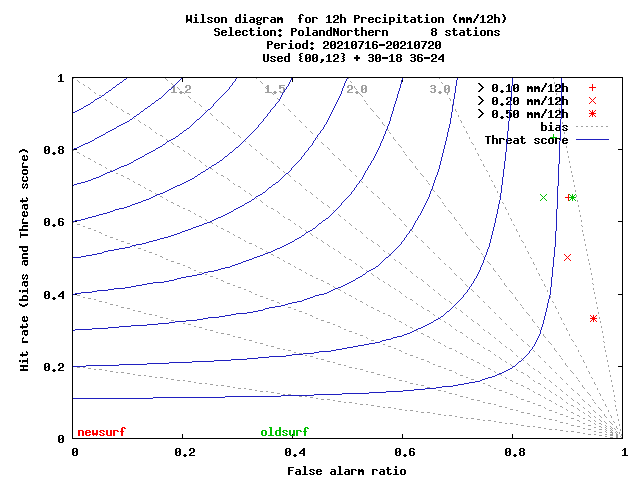 Wilson diagram  for 12h Precipitation (mm/12h)
Selection: PolandNorthern      8 stations
Period: 20210716-20210720
Used {00,12} + 30-18 36-24
1.2 1.5 2.0 3.0
> 0.10 mm/12h
> 0.20 mm/12h
> 0.50 mm/12h
bias
Threat score
Hit rate (bias and Threat score)
1
0.8
0.6
0.4
0.2
0
newsurf oldsurf
0 0.2 0.4 0.6 0.8 1
False alarm ratio